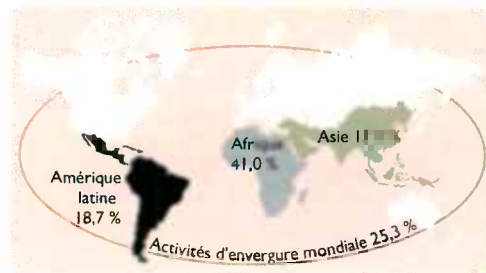 Asie
41,0 %
Amérique
latine
18,7 %
Activités d'envergure mondiale 25,3 %